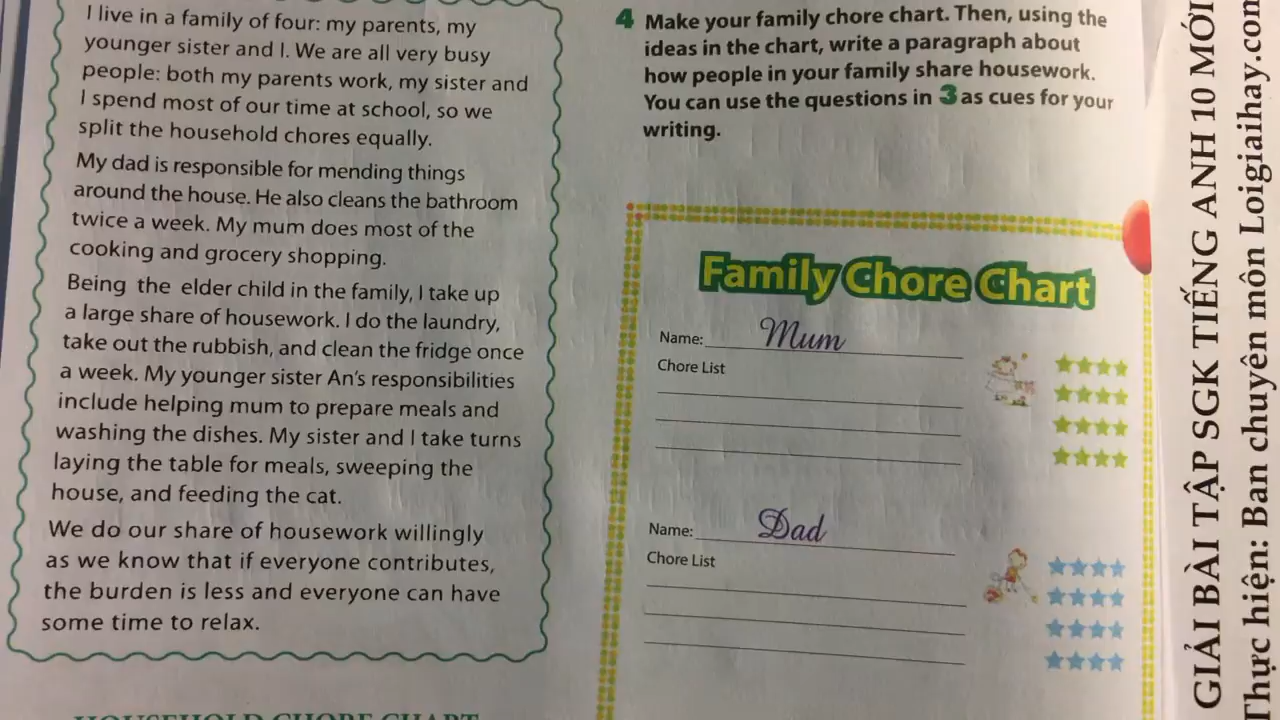 I live in a family of four: my parents, my
younger sister and I. We are all very busy
people: both my parents work, my sister and
I spend most of our time at school, so we
split the household chores equally.
My dad is responsible for mending things
around the house. He also cleans the bathroom
twice a week. My mum does most of the
cooking and grocery shopping.
Being the elder child in the family, I take up
a large share of housework. I do the laundry,
take out the rubbish, and clean the fridge once
a week. My younger sister An's responsibilities
include helping mum to prepare meals and
washing the dishes. My sister and I take turns
laying the table for meals, sweeping the
house, and feeding the cat.
We do our share of housework willingly
as we know that if everyone contributes,
the burden is less and everyone can have
some time to relax.
HOUSEHOLD CHORE CHART
4 Make your family chore chart. Then, using the
ideas in the chart, write a paragraph about
how people in your family share housework.
You can use the questions in 3 as cues for your
writing.
Family Chore Chart
Name: Mum
Chore List
Name: Dad
Chore List
GIẢI BÀI TẬP SGK TIẾNG ANH 10 MỚI
Thực hiện: Ban chuyên môn Loigiaihay.com